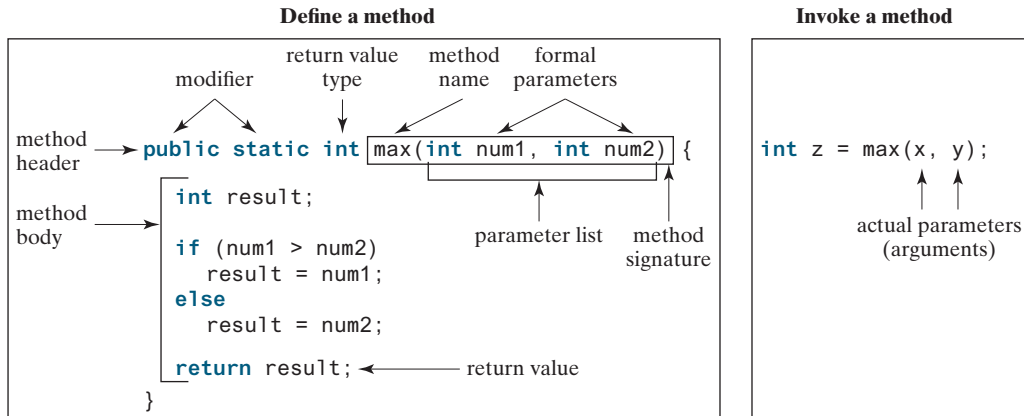 Define a method
Invoke a method
return value
type
method
name
formal
parameters
modifier
method
header
public static int max(int num1, int num2) {
int z = max(x, y);
method
body
int result;
parameter list
method
signature
actual parameters
(arguments)
if (num1 > num2)
result = num1;
else
result = num2;
return result;
return value
}